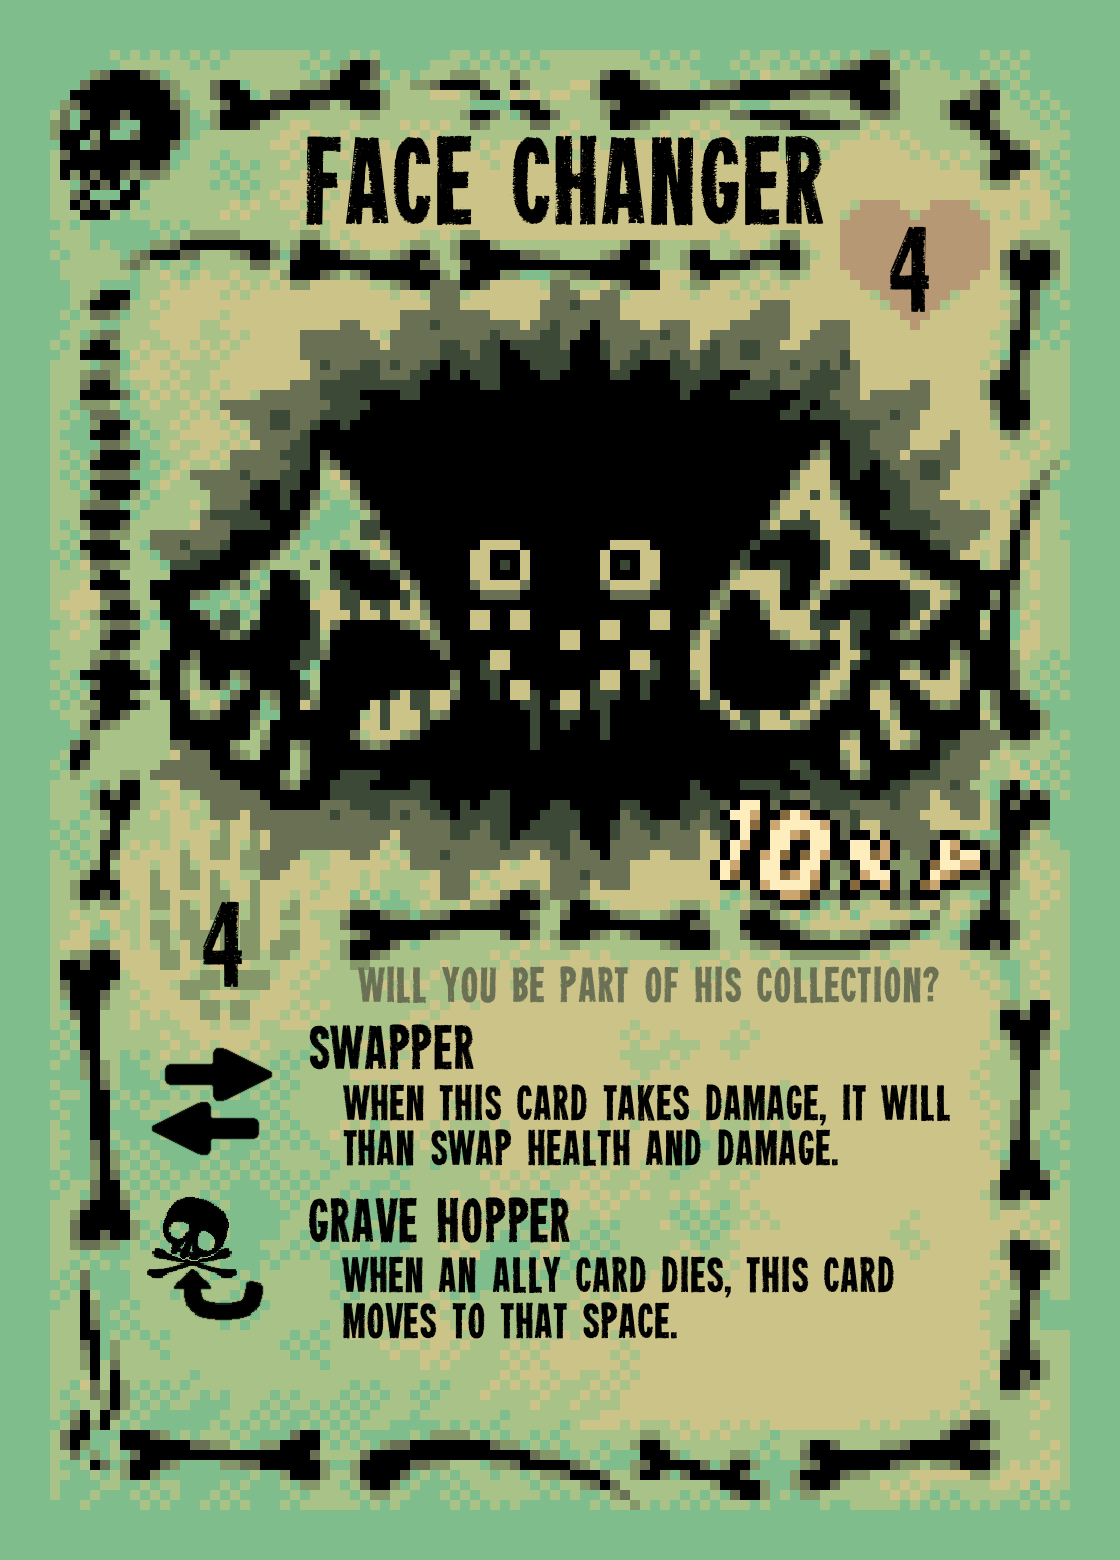 FACE CHANGER
4
10XP
4
WILL YOU BE PART OF HIS COLLECTION?
SWAPPER
WHEN THIS CARD TAKES DAMAGE, IT WILL
THAN SWAP HEALTH AND DAMAGE.
GRAVE HOPPER
WHEN AN ALLY CARD DIES, THIS CARD
MOVES TO THAT SPACE.